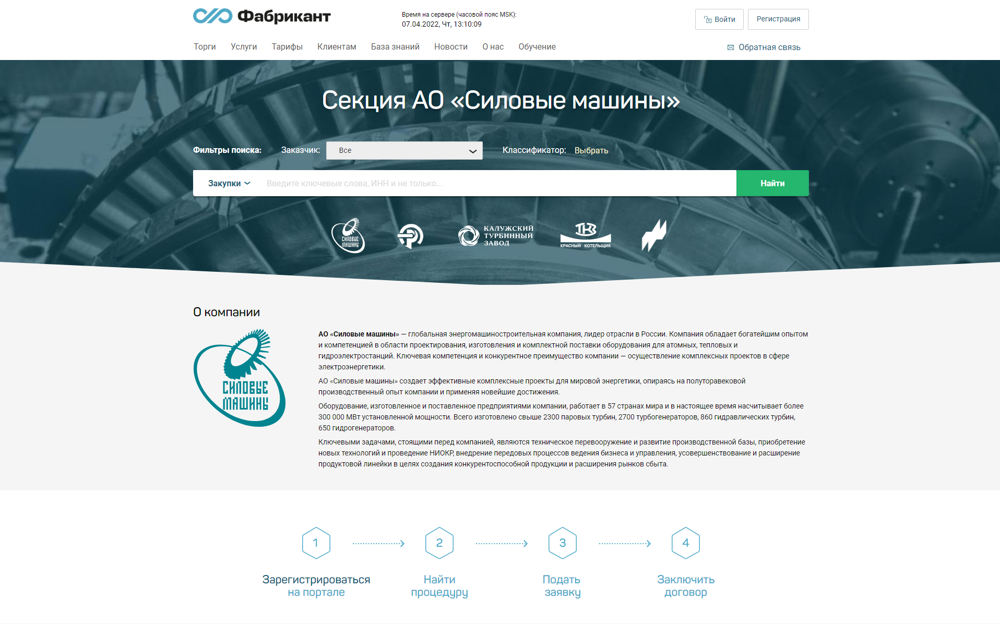 Фабрикант
Время на сервере (часовой пояс MSK):
07.04.2022, Чт, 13:10:09
Войти
Регистрация
Торги Услуги Тарифы Клиентам База знаний Новости О нас Обучение
Обратная связь
Секция АО «Силовые машины»
Фильтры поиска: Заказчик: Все Классификатор: Выбрать
Закупки Введите ключевые слова, ИНН и не только... Найти
СИЛОВЫЕ
МАШИНЫ
КАЛУЖСКИЙ
ТУРБИННЫЙ
ЗАВОД
ТКЗ
КРАСНЫЙ КОТЕЛЬЩИК
О компании
СИЛОВЫЕ
МАШИНЫ
АО «Силовые машины» — глобальная энергомашиностроительная компания, лидер отрасли в России. Компания обладает богатейшим опытом
и компетенцией в области проектирования, изготовления и комплектной поставки оборудования для атомных, тепловых и
гидроэлектростанций. Ключевая компетенция и конкурентное преимущество компании — осуществление комплексных проектов в сфере
электроэнергетики.
АО «Силовые машины» создает эффективные комплексные проекты для мировой энергетики, опираясь на полуторавековой
производственный опыт компании и применяя новейшие достижения.
Оборудование, изготовленное и поставленное предприятиями компании, работает в 57 странах мира и в настоящее время насчитывает более
300 000 МВт установленной мощности. Всего изготовлено свыше 2300 паровых турбин, 2700 турбогенераторов, 860 гидравлических турбин,
650 гидрогенераторов.
Ключевыми задачами, стоящими перед компанией, являются техническое перевооружение и развитие производственной базы, приобретение
новых технологий и проведение НИОКР, внедрение передовых процессов ведения бизнеса и управления, усовершенствование и расширение
продуктовой линейки в целях создания конкурентоспособной продукции и расширения рынков сбыта.
1
2
3
4
Зарегистрироваться
на портале
Найти
процедуру
Подать
заявку
Заключить
договор